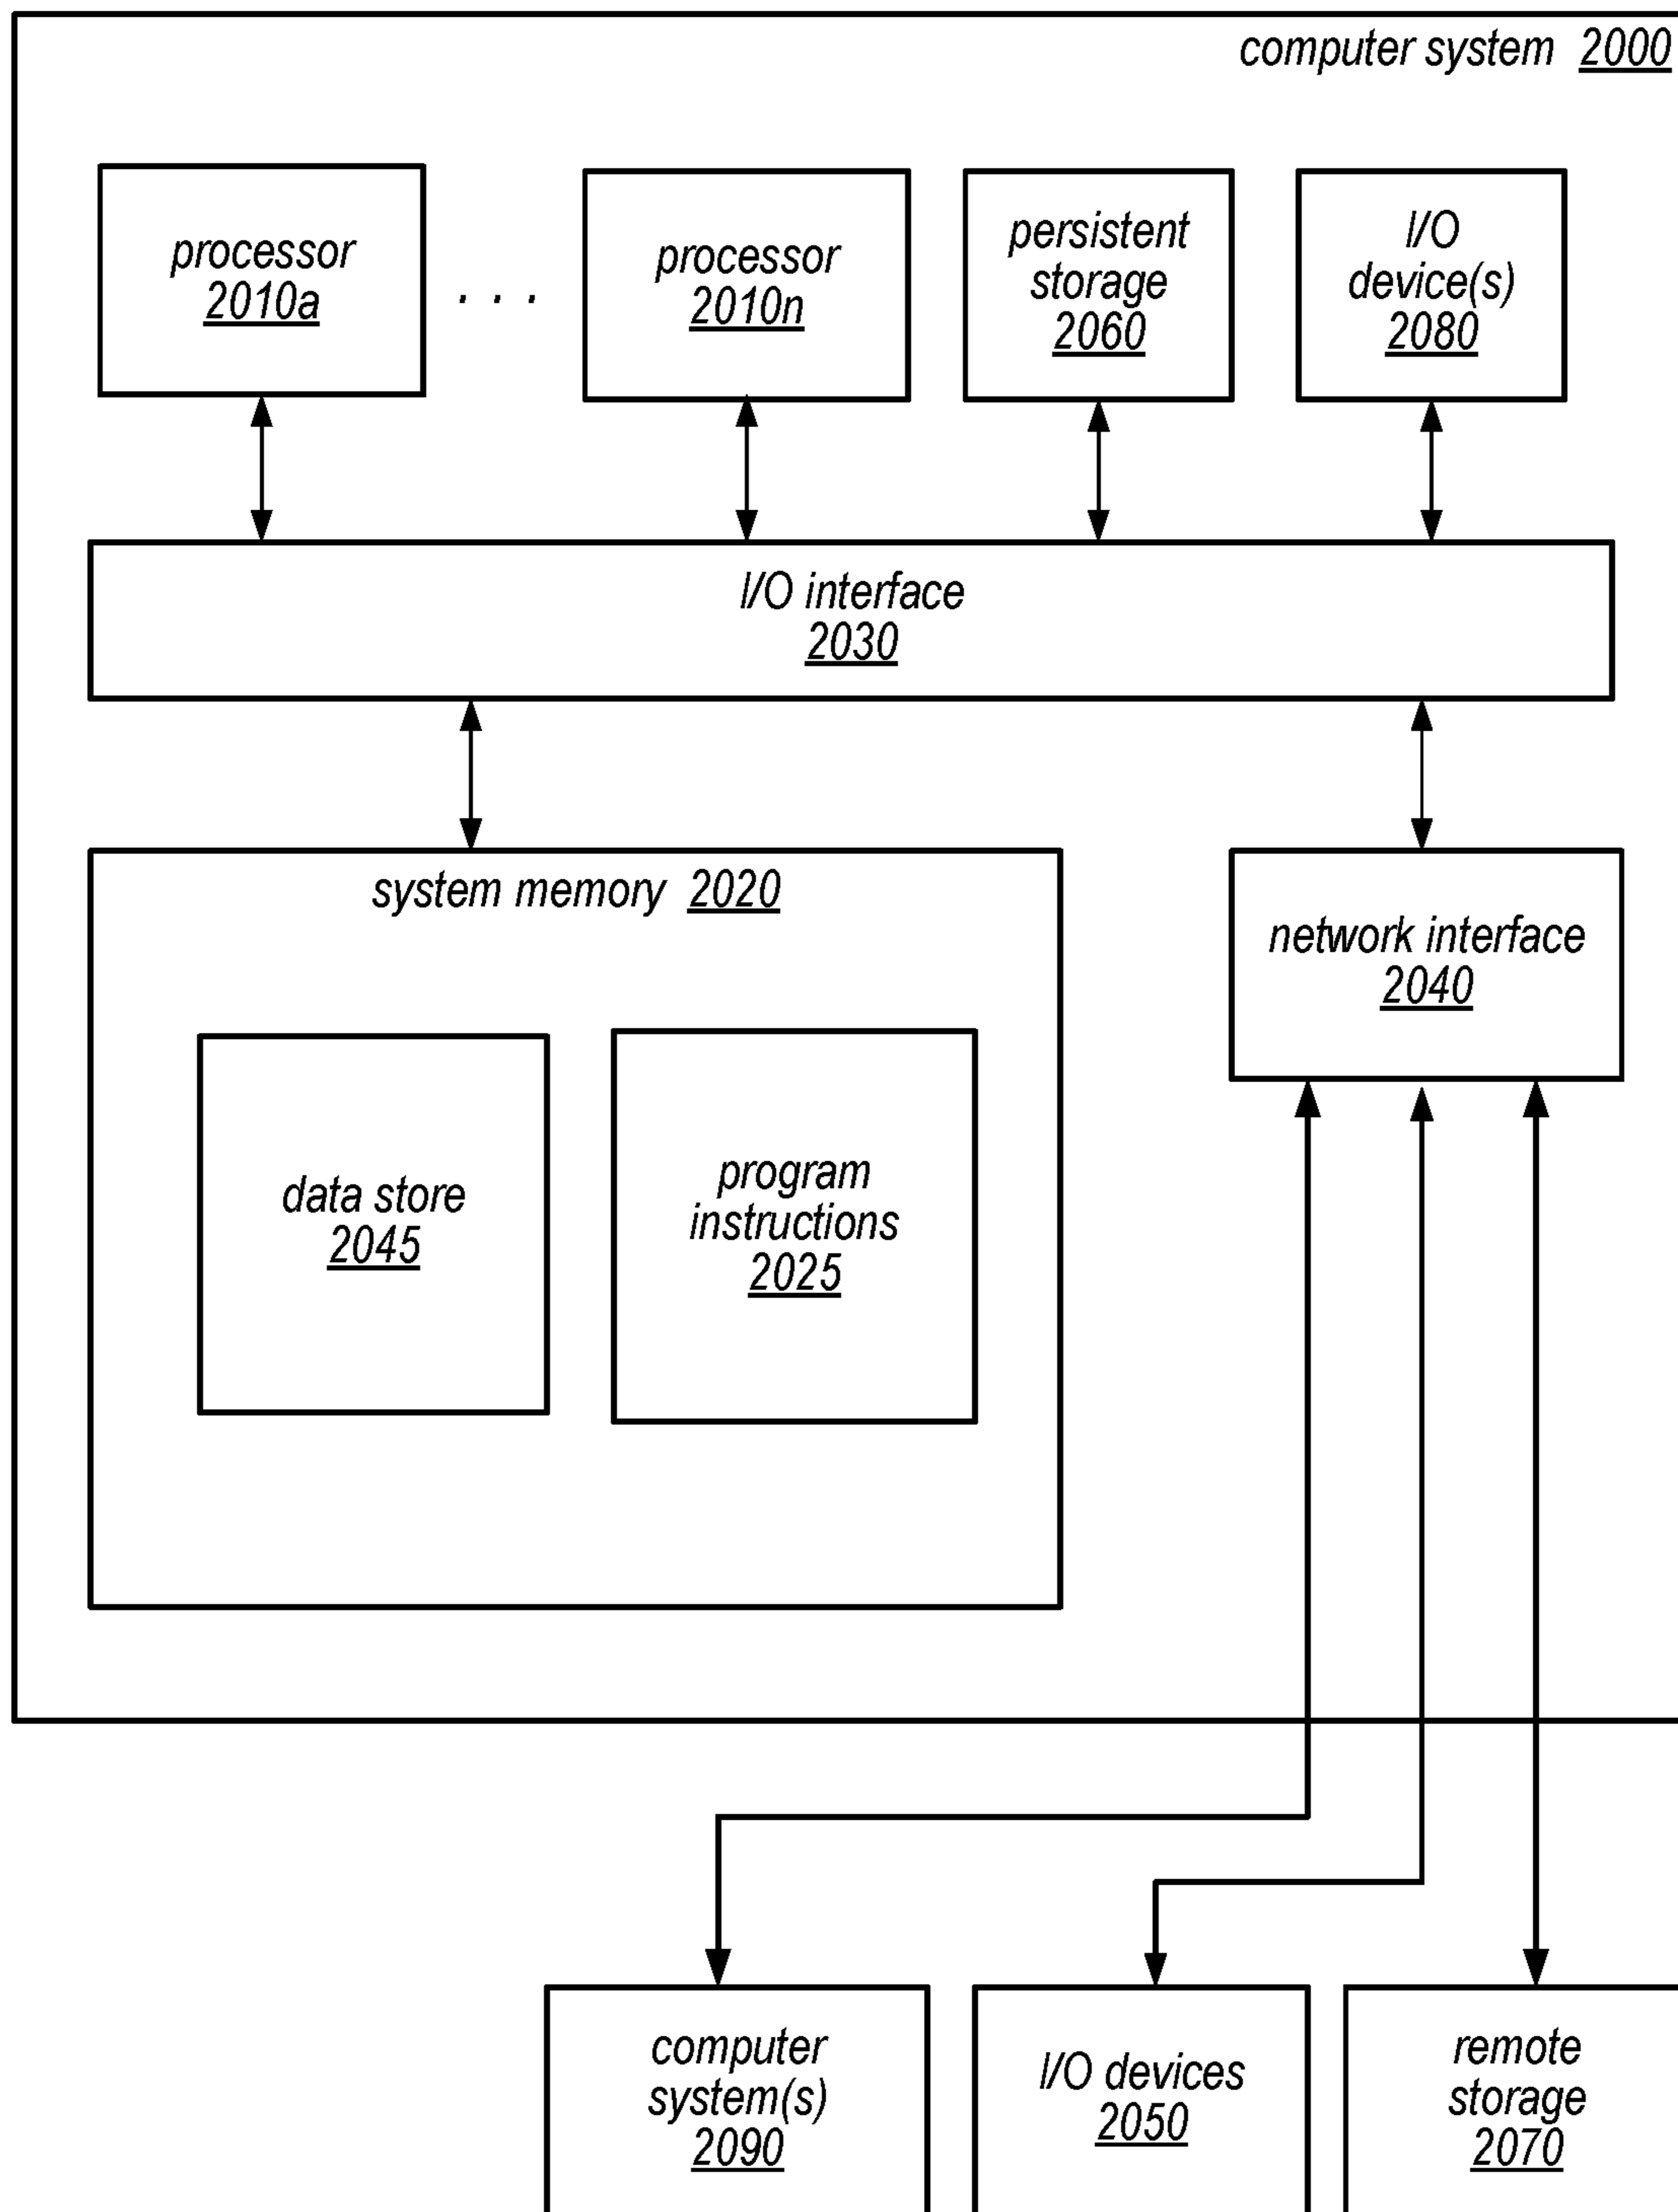 computer system 2000
processor
2010a
. . .
processor
2010n
persistent
storage
2060
I/O
device(s)
2080
I/O interface
2030
system memory 2020
network interface
2040
data store
2045
program
instructions
2025
computer
system(s)
2090
I/O devices
2050
remote
storage
2070